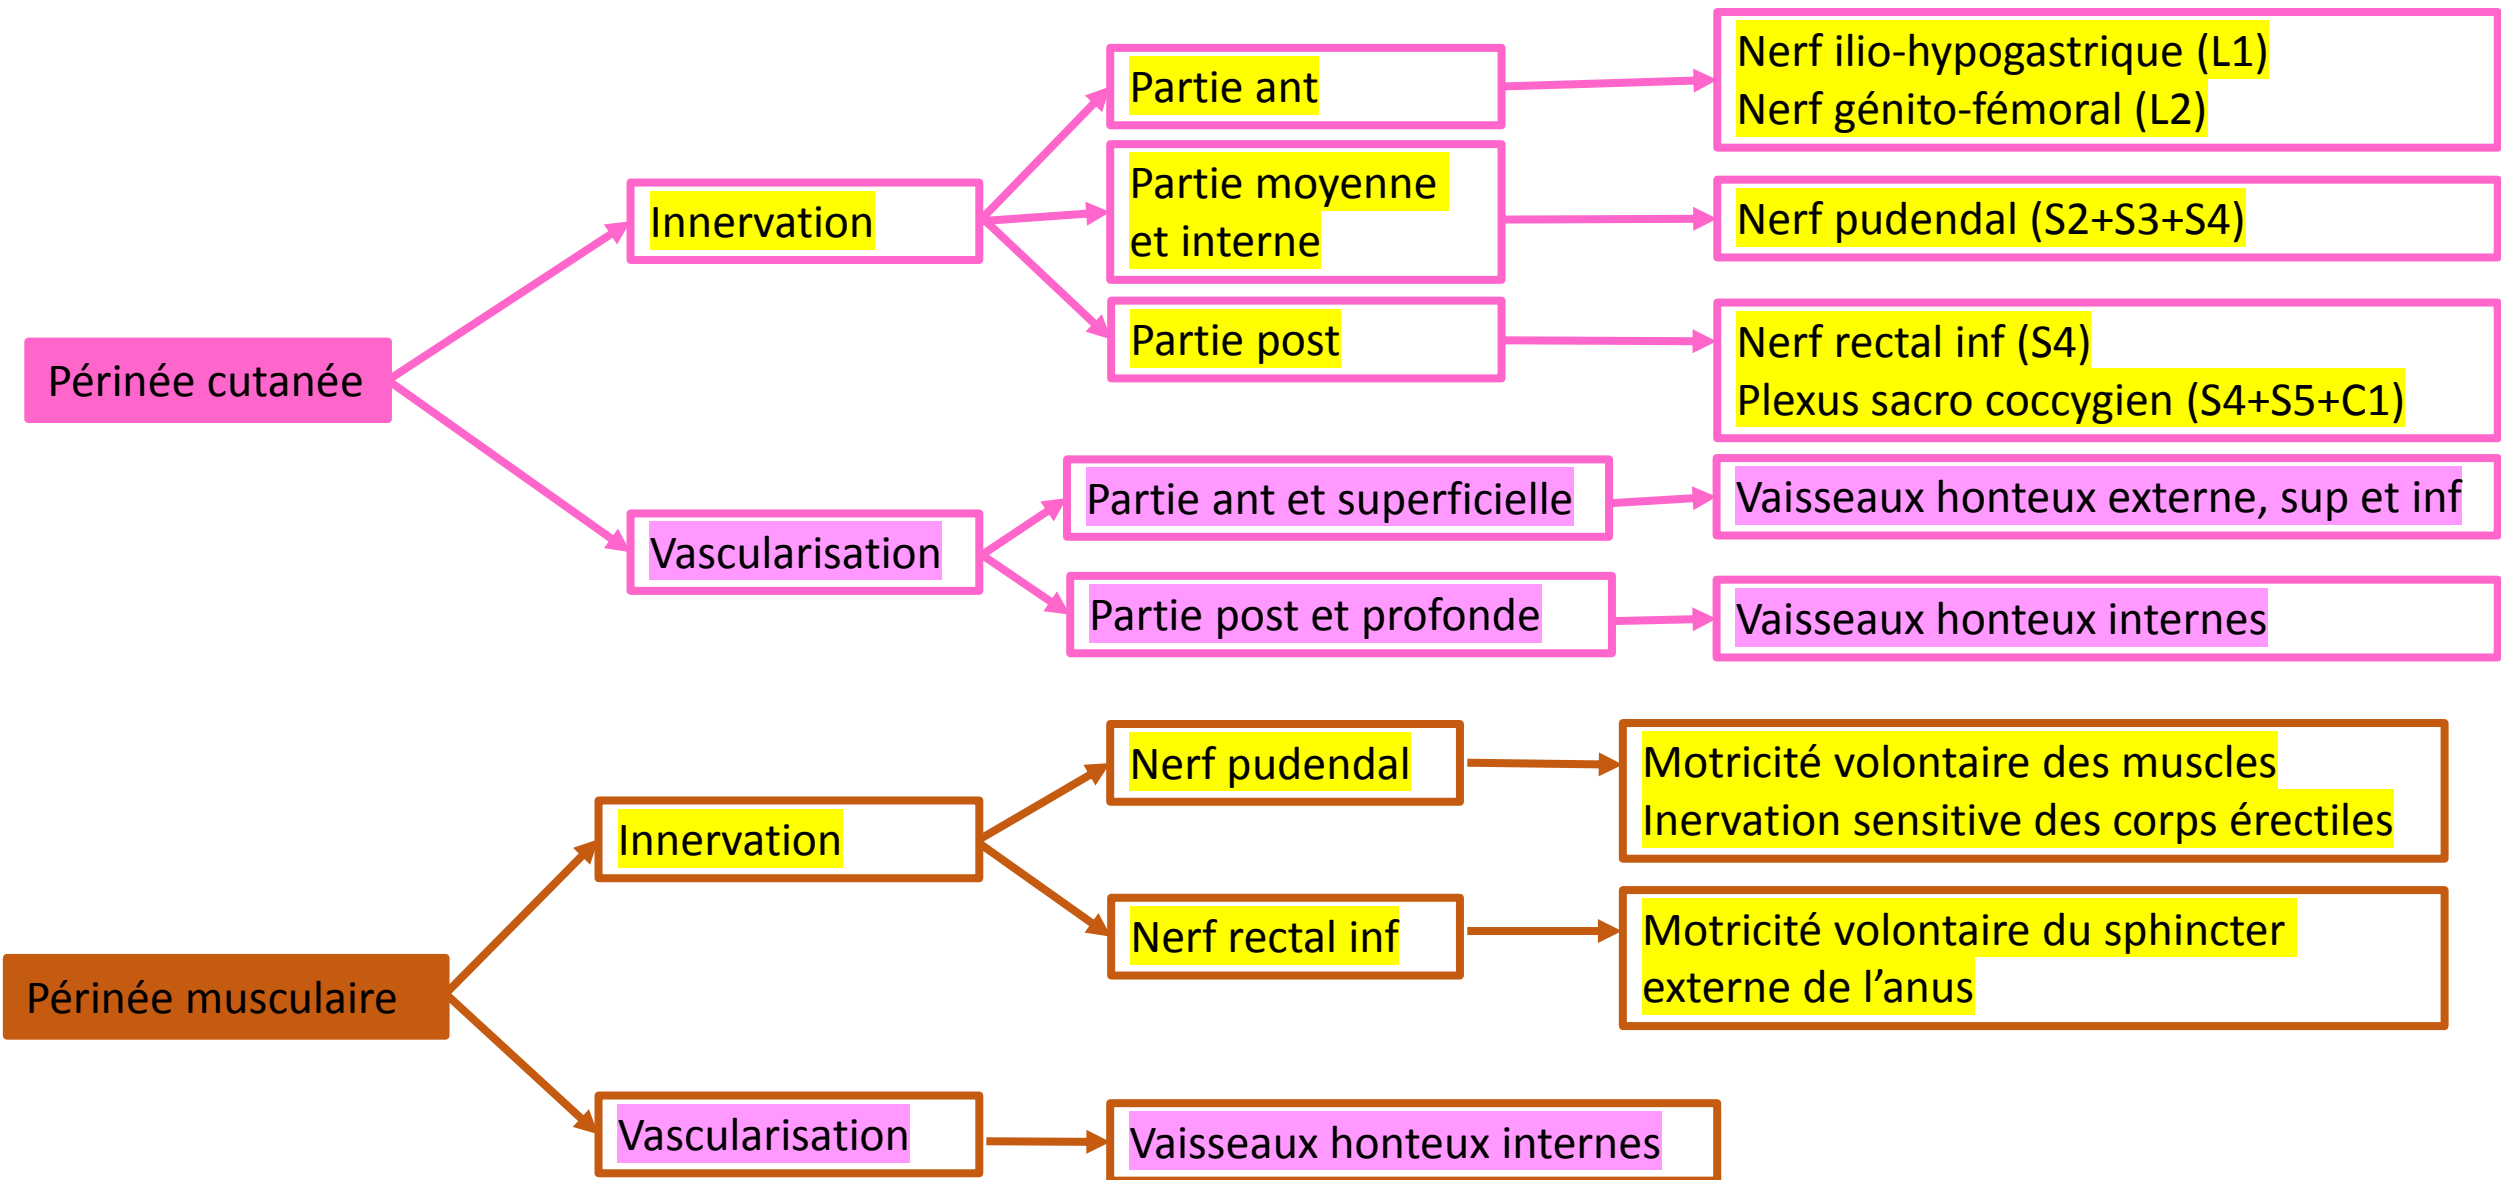 Périnée cutanée
Innervation
Partie ant
Nerf ilio-hypogastrique (L1)
Nerf génito-fémoral (L2)
Partie moyenne
et interne
Nerf pudendal (S2+S3+S4)
Partie post
Nerf rectal inf (S4)
Plexus sacro coccygien (S4+S5+C1)
Vascularisation
Partie ant et superficielle
Vaisseaux honteux externe, sup et inf
Partie post et profonde
Vaisseaux honteux internes
Périnée musculaire
Innervation
Nerf pudendal
Motricité volontaire des muscles
Inervation sensitive des corps érectiles
Nerf rectal inf
Motricité volontaire du sphincter
externe de l’anus
Vascularisation
Vaisseaux honteux internes